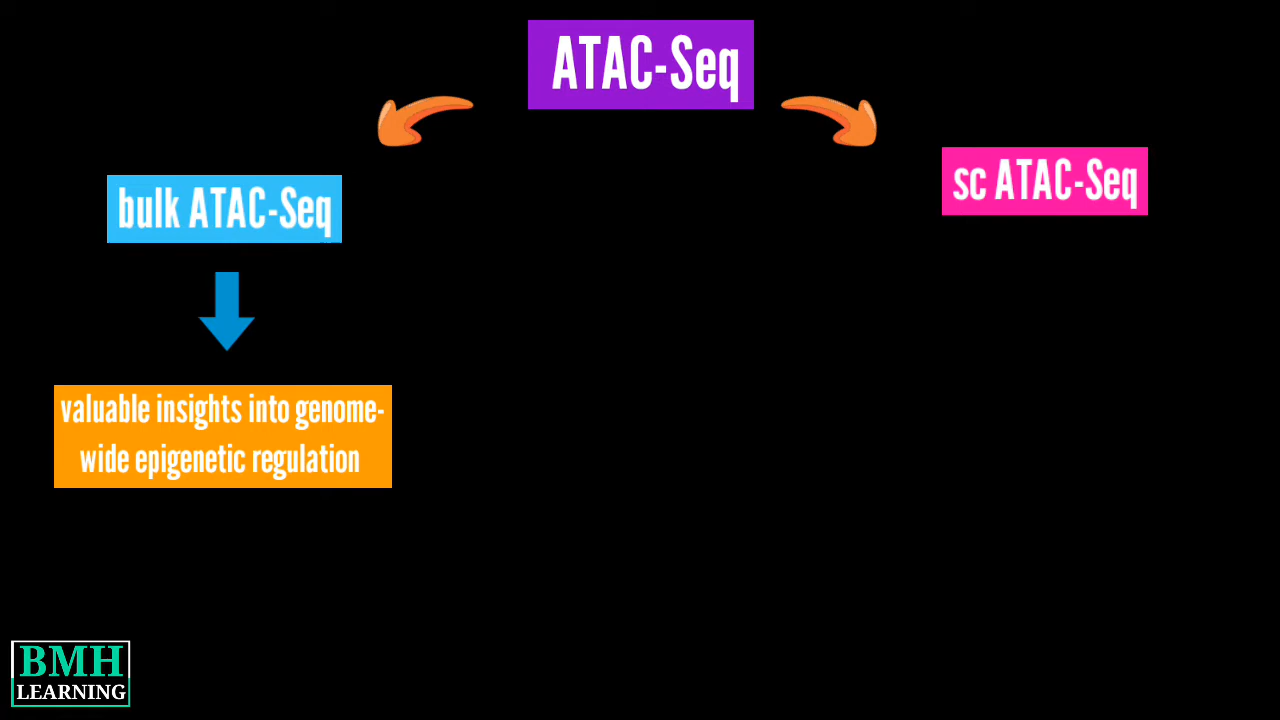 ATAC-Seq
bulk ATAC-Seq
sc ATAC-Seq
valuable insights into genome-
wide epigenetic regulation
BMH
LEARNING